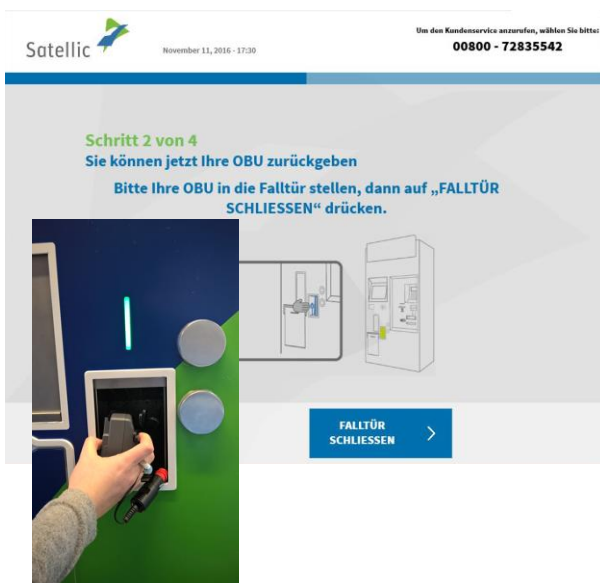 Satellic
November 11, 2016 - 17:30
Um den Kundenservice anzurufen, wählen Sie bitte:
00800 - 72835542
Schritt 2 von 4
Sie können jetzt Ihre OBU zurückgeben
Bitte Ihre OBU in die Falltür stellen, dann auf „FALLTÜR
SCHLIESSEN“ drücken.
FALLTÜR
SCHLIESSEN